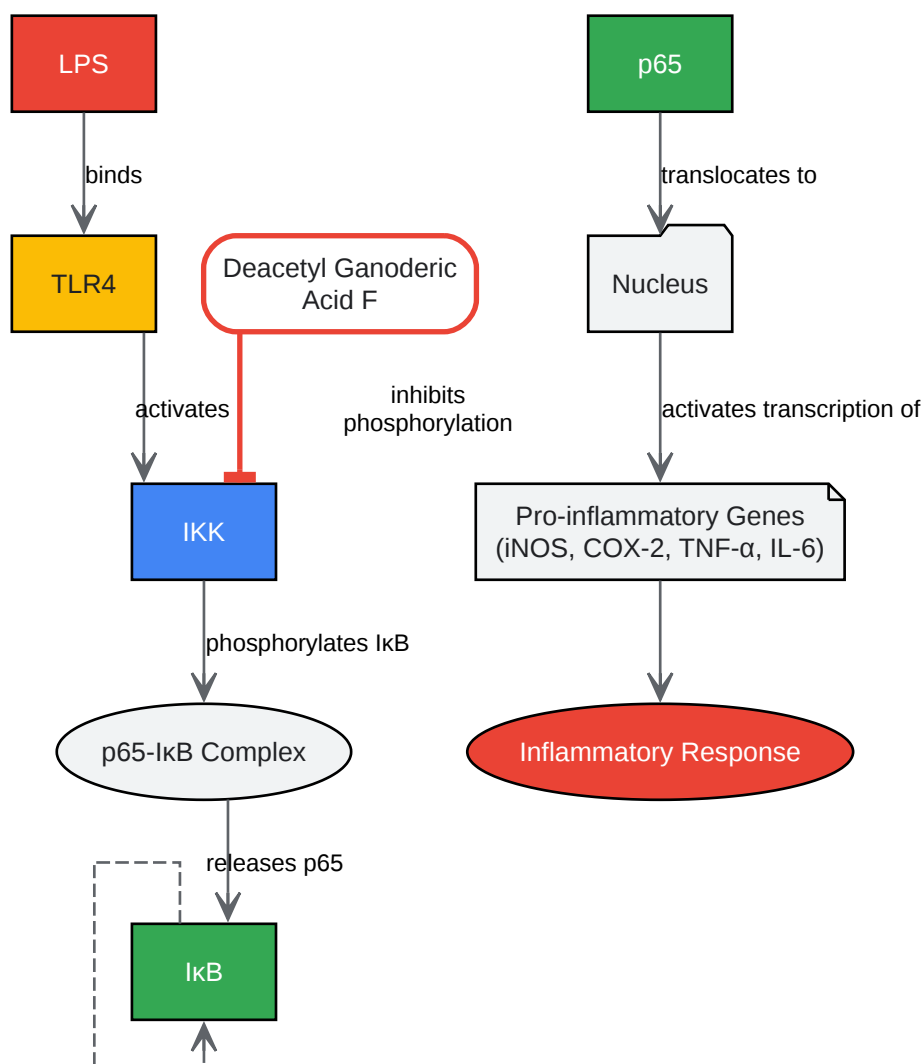 LPS
p65
binds
translocates to
TLR4
Deacetyl Ganoderic
Acid F
Nucleus
activates
inhibits
phosphorylation
activates transcription of
IKK
Pro-inflammatory Genes
(iNOS, COX-2, TNF-α, IL-6)
phosphorylates IκB
p65-IκB Complex
Inflammatory Response
releases p65
IκB